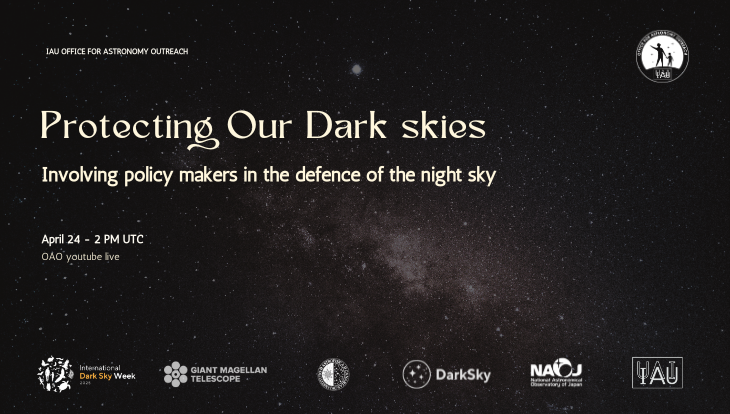 IAU OFFICE FOR ASTRONOMY OUTREACH
Protecting Our Dark skies
Involving policy makers in the defence of the night sky
April 24 - 2 PM UTC
OAO youtube live
International
Dark Sky Week
2025
GIANT MAGELLAN
TELESCOPE
DarkSky
NAOJ
National Astronomical
Observatory of Japan
IAU